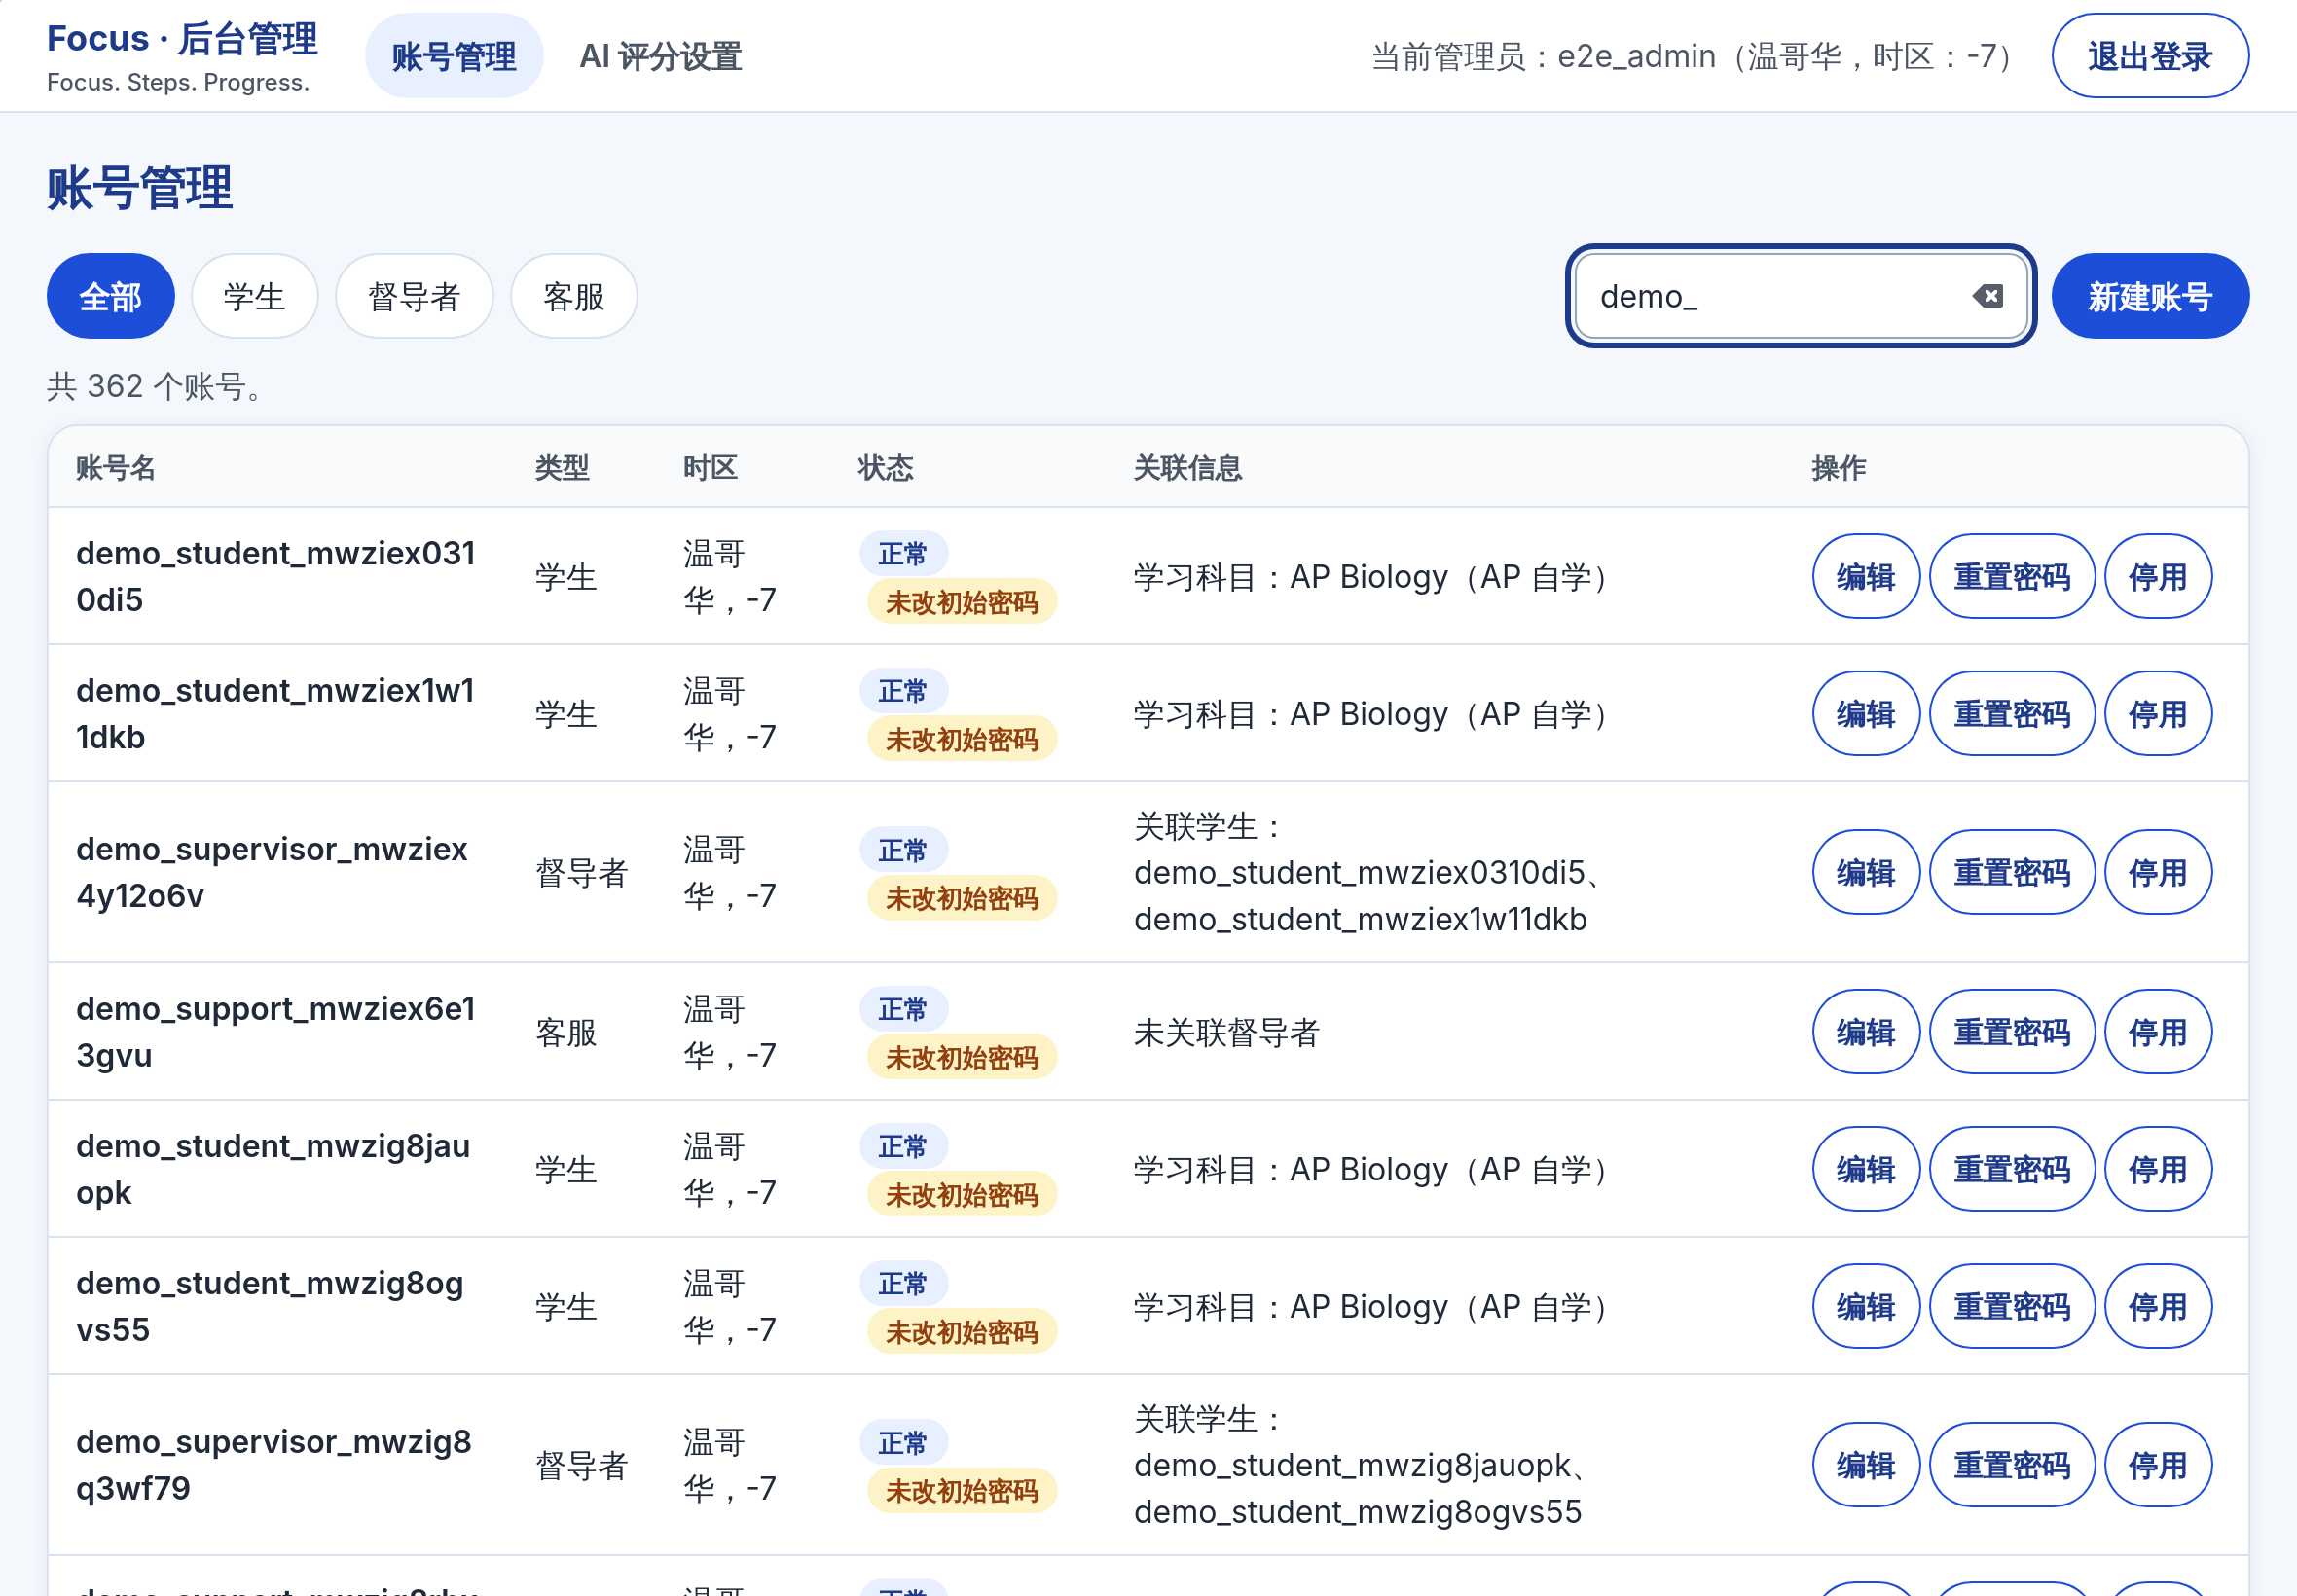 Focus · 后台管理
Focus. Steps. Progress.
账号管理
AI 评分设置
当前管理员：e2e_admin（温哥华，时区：-7）
退出登录
账号管理
全部
学生
督导者
客服
demo_
新建账号
共 362 个账号。
账号名 类型 时区 状态 关联信息 操作
demo_student_mwziex031
0di5
学生
温哥
华，-7
正常
未改初始密码
学习科目：AP Biology（AP 自学）
编辑 重置密码 停用
demo_student_mwziex1w1
1dkb
学生
温哥
华，-7
正常
未改初始密码
学习科目：AP Biology（AP 自学）
编辑 重置密码 停用
demo_supervisor_mwziex
4y12o6v
督导者
温哥
华，-7
正常
未改初始密码
关联学生：
demo_student_mwziex0310di5、
demo_student_mwziex1w11dkb
编辑 重置密码 停用
demo_support_mwziex6e1
3gvu
客服
温哥
华，-7
正常
未改初始密码
未关联督导者
编辑 重置密码 停用
demo_student_mwzig8jau
opk
学生
温哥
华，-7
正常
未改初始密码
学习科目：AP Biology（AP 自学）
编辑 重置密码 停用
demo_student_mwzig8og
vs55
学生
温哥
华，-7
正常
未改初始密码
学习科目：AP Biology（AP 自学）
编辑 重置密码 停用
demo_supervisor_mwzig8
q3wf79
督导者
温哥
华，-7
正常
未改初始密码
关联学生：
demo_student_mwzig8jauopk、
demo_student_mwzig8ogvs55
编辑 重置密码 停用